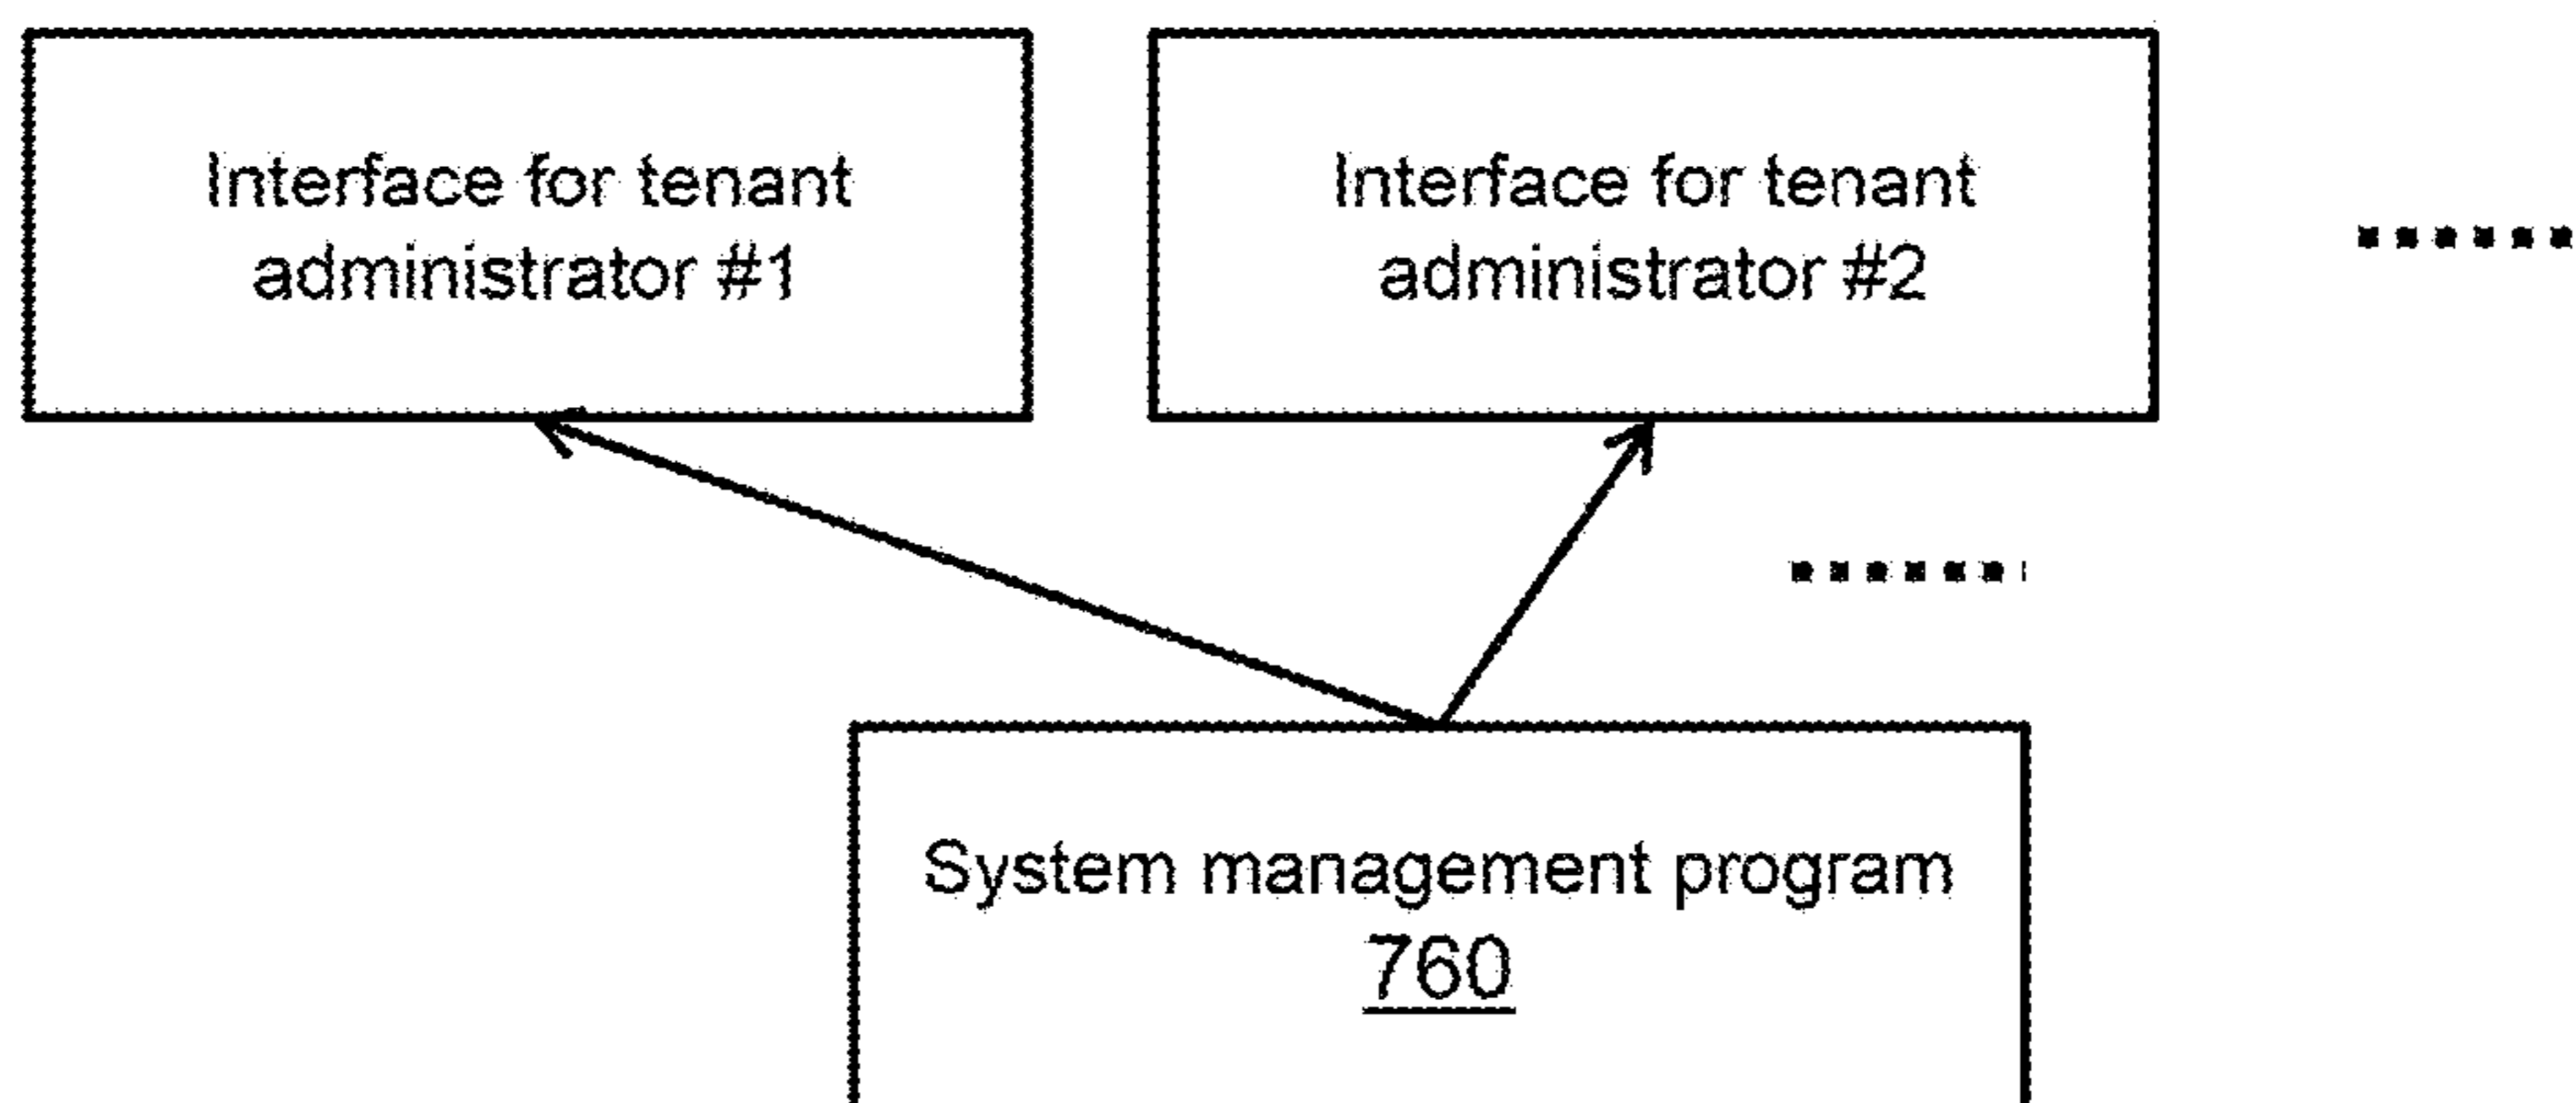 Interface for tenant
administrator #1
Interface for tenant
administrator #2
System management program
760